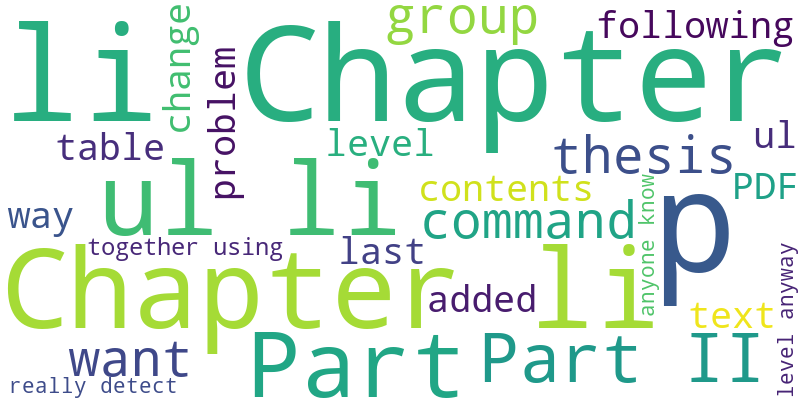 li
Chapter
group
following
change
problem
table
level
thesis
ul
way
ul li
contents
PDF
command
p
anyone know
together using
last
Chapter li
added
text
level anyway
want
Part
Part II
really detect